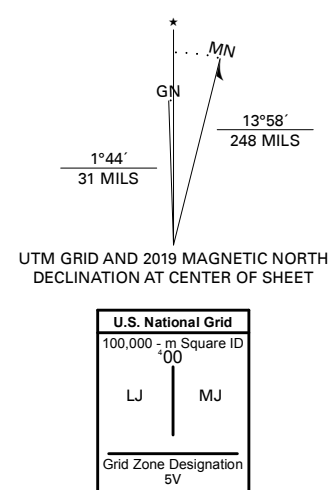 ★
MN
GN
13°58´
248 MILS
1°44´
31 MILS
UTM GRID AND 2019 MAGNETIC NORTH
DECLINATION AT CENTER OF SHEET
U.S. National Grid
100,000 - m Square ID
⁴00
LJ MJ
Grid Zone Designation
5V